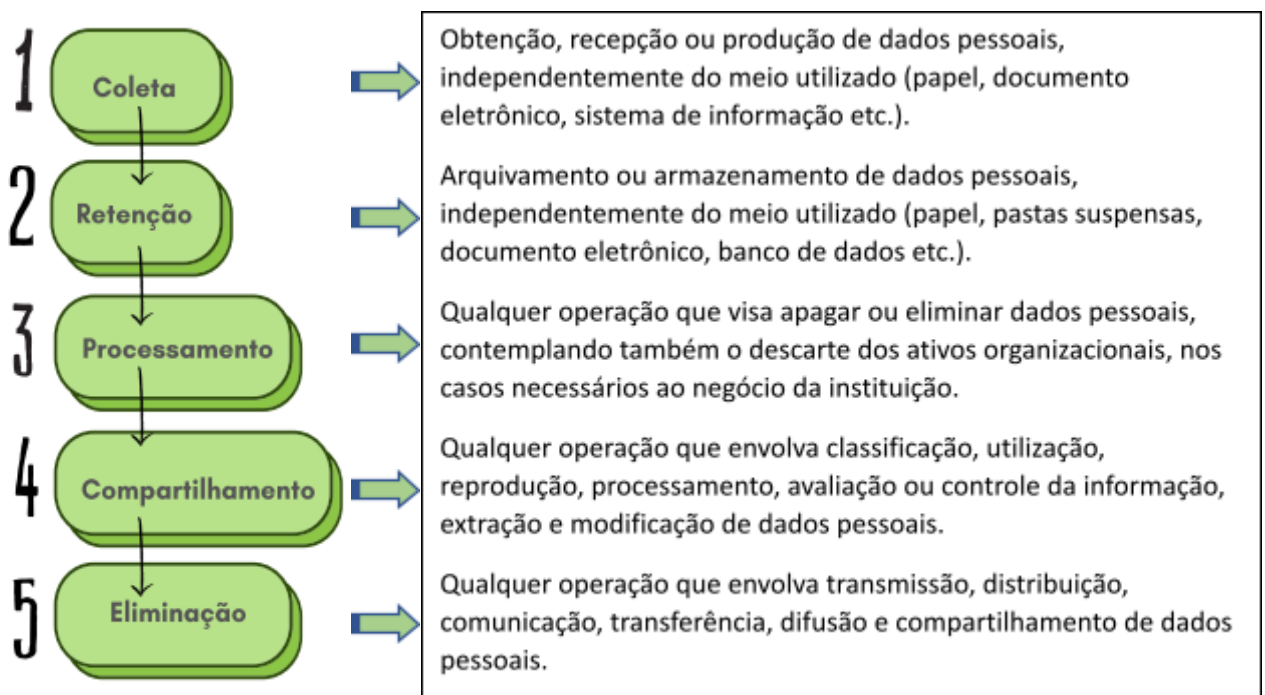 1
Coleta
Obtenção, recepção ou produção de dados pessoais,
independentemente do meio utilizado (papel, documento
eletrônico, sistema de informação etc.).
2
Retenção
Arquivamento ou armazenamento de dados pessoais,
independentemente do meio utilizado (papel, pastas suspensas,
documento eletrônico, banco de dados etc.).
3
Processamento
Qualquer operação que visa apagar ou eliminar dados pessoais,
contemplando também o descarte dos ativos organizacionais, nos
casos necessários ao negócio da instituição.
4
Compartilhamento
Qualquer operação que envolva classificação, utilização,
reprodução, processamento, avaliação ou controle da informação,
extração e modificação de dados pessoais.
5
Eliminação
Qualquer operação que envolva transmissão, distribuição,
comunicação, transferência, difusão e compartilhamento de dados
pessoais.